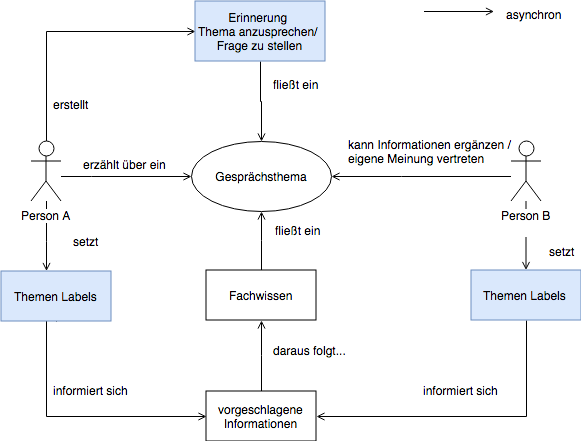 Erinnerung
Thema anzusprechen/
Frage zu stellen
asynchron
fließt ein
erstellt
kann Informationen ergänzen /
eigene Meinung vertreten
erzählt über ein
Gesprächsthema
Person A
Person B
fließt ein
setzt
setzt
Themen Labels
Fachwissen
Themen Labels
daraus folgt...
informiert sich
informiert sich
vorgeschlagene
Informationen